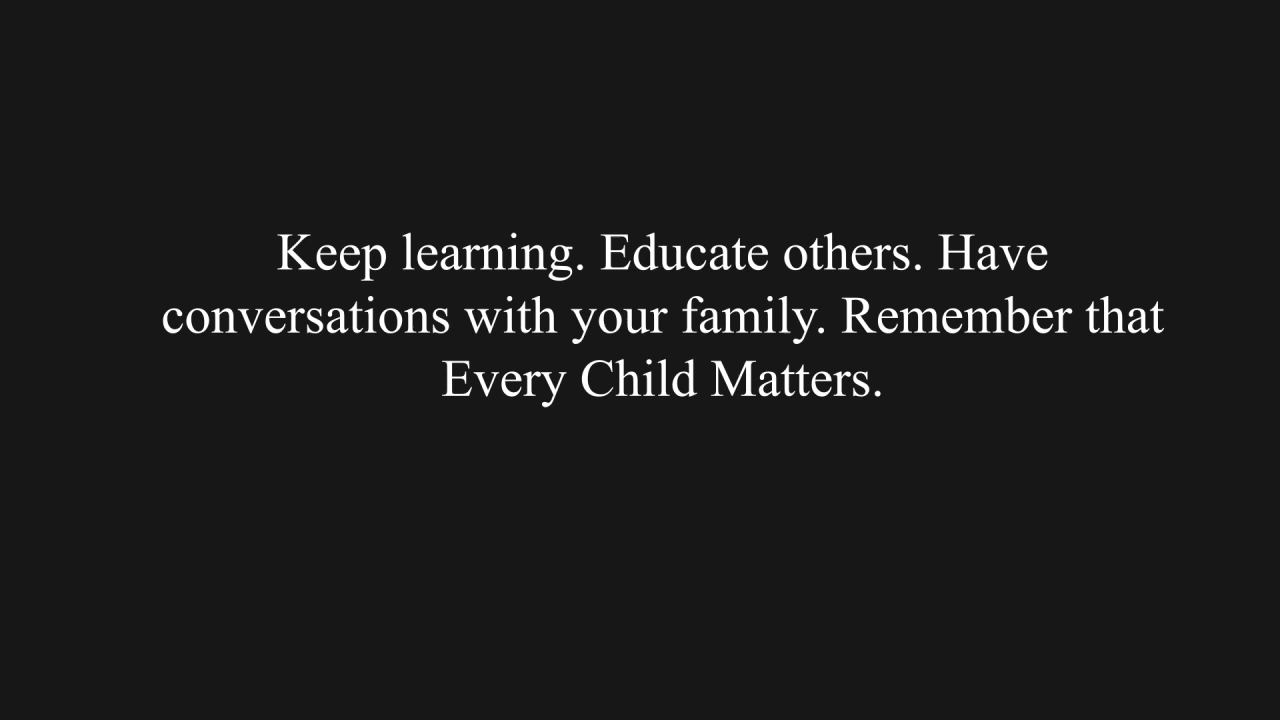 Keep learning. Educate others. Have
conversations with your family. Remember that
Every Child Matters.